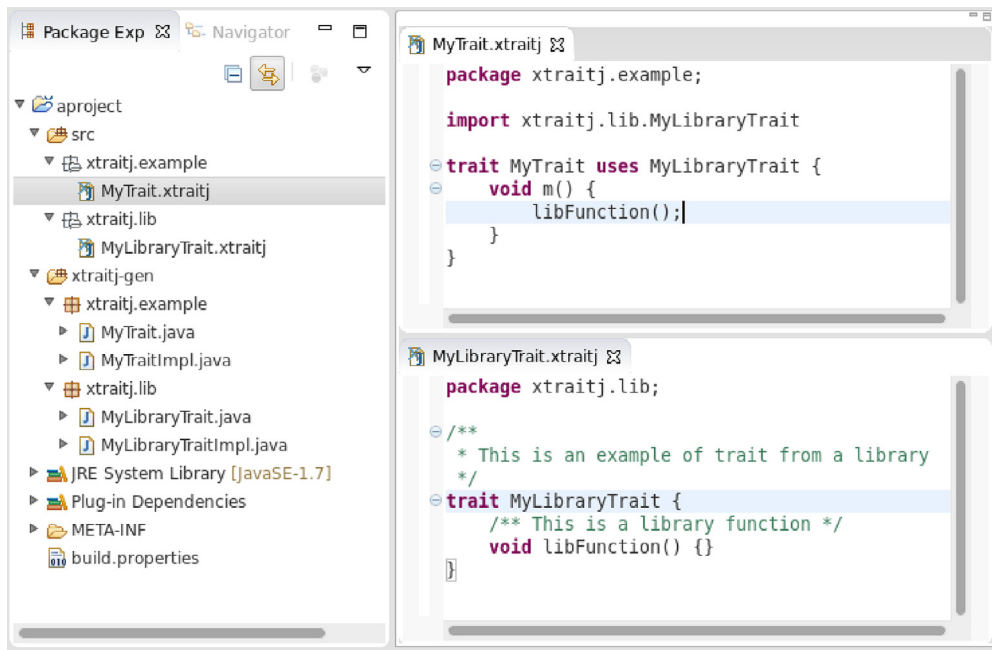 Package Exp
Navigator
aproject
src
xtraitj.example
MyTrait.xtraitj
xtraitj.lib
MyLibraryTrait.xtraitj
xtraitj-gen
xtraitj.example
MyTrait.java
MyTraitImpl.java
xtraitj.lib
MyLibraryTrait.java
MyLibraryTraitImpl.java
JRE System Library [JavaSE-1.7]
Plug-in Dependencies
META-INF
010
build.properties
MyTrait.xtraitj
package xtraitj.example;
import xtraitj.lib.MyLibraryTrait
trait MyTrait uses MyLibraryTrait {
void m() {
libFunction();
}
}
MyLibraryTrait.xtraitj
package xtraitj.lib;
/**
* This is an example of trait from a library
*/
trait MyLibraryTrait {
/** This is a library function */
void libFunction() {}
}